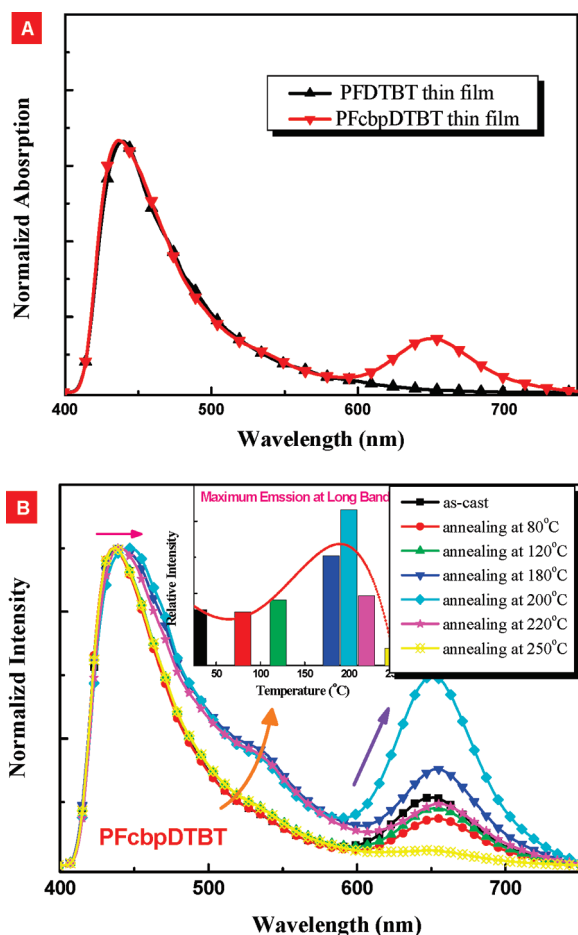 A
PFDTBT thin film
PFcbpDTBT thin film
Normalizd Abosrption
400 500 600 700
Wavelength (nm)
B
Maximum Emssion at Long Band
Relative Intensity
50 100 150 200
Temperature (°C)
as-cast
annealing at 80°C
annealing at 120°C
annealing at 180°C
annealing at 200°C
annealing at 220°C
annealing at 250°C
Normalizd Intensity
PFcbpDTBT
400 500 600 700
Wavelength (nm)